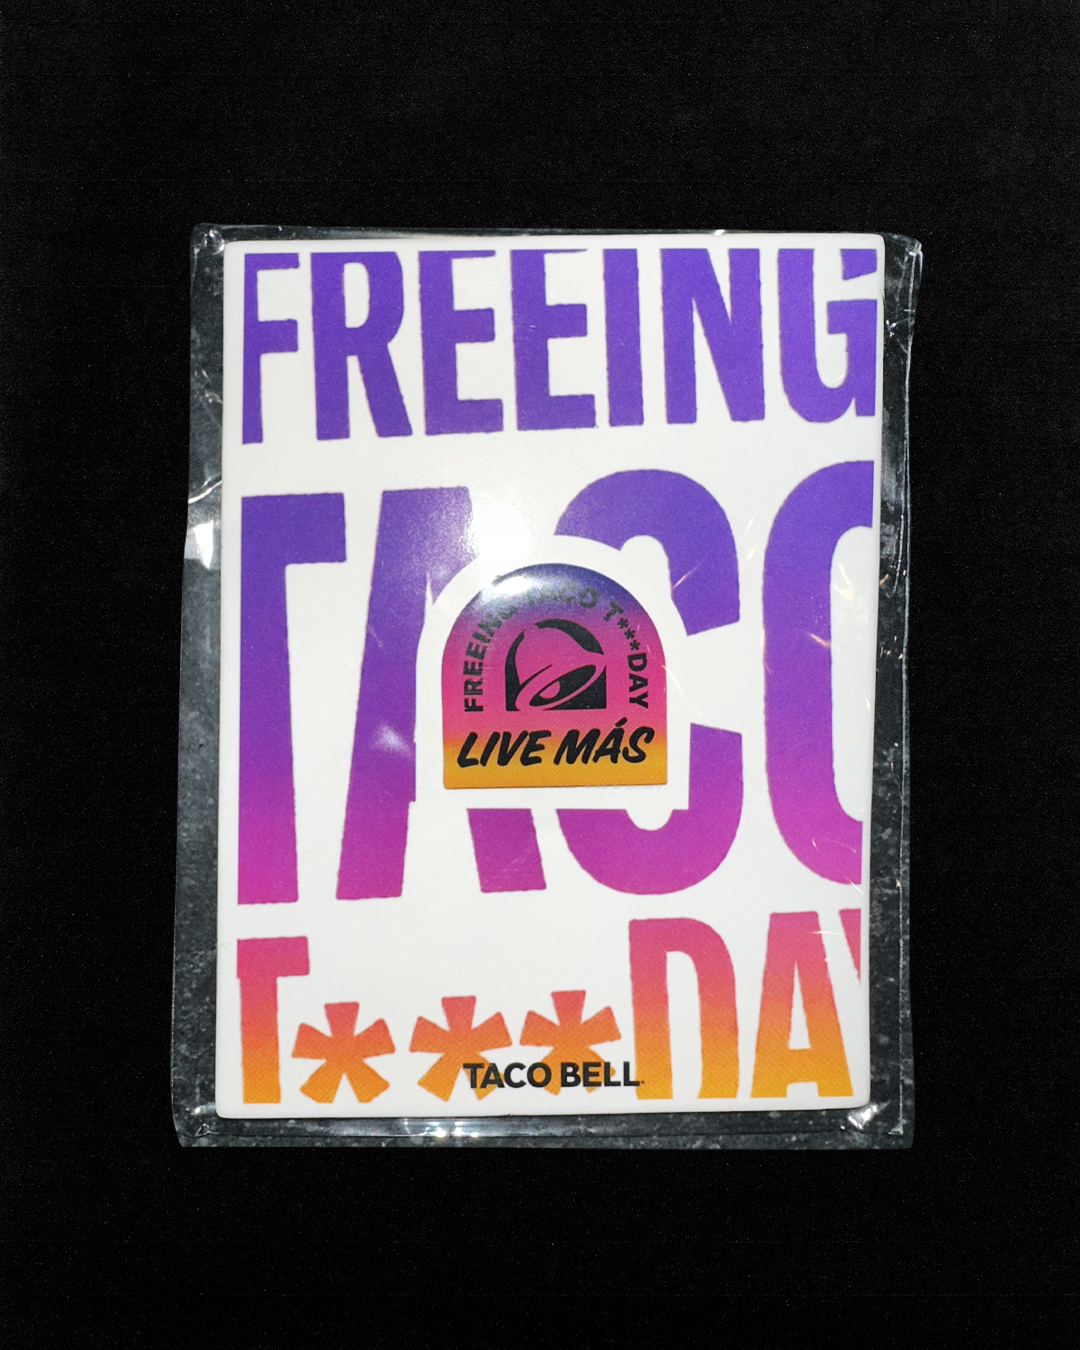 FREEING
TACO
T***DAY
FREEING TACO T***DAY
LIVE MÁS
TACO BELL